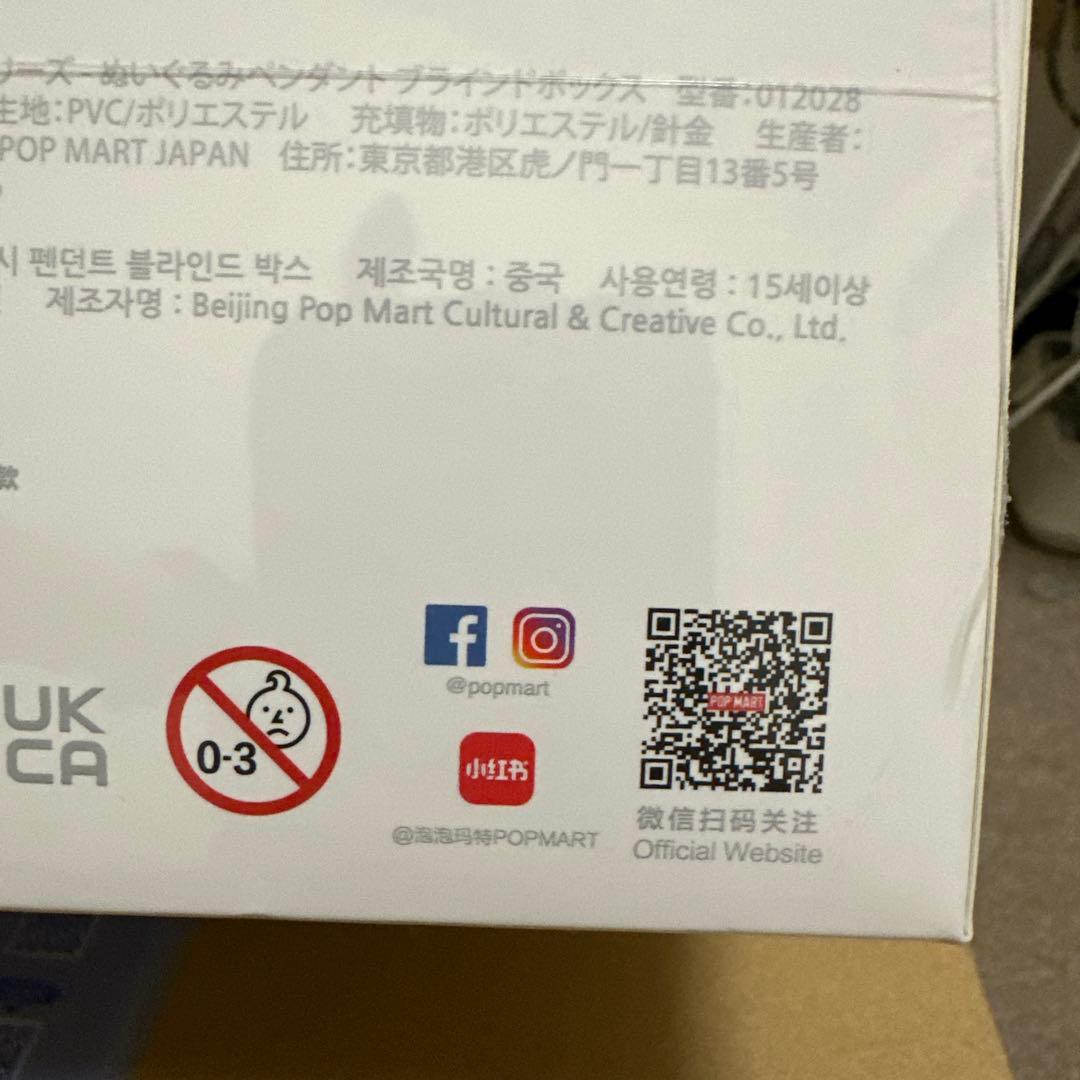 リーズ - ぬいぐるみペンダント ブラインドボックス 型番:012028
生地:PVC/ポリエステル 充填物:ポリエステル/針金 生産者:
POP MART JAPAN 住所:東京都港区虎ノ門一丁目13番5号
시 펜던트 블라인드 박스 제조국명 : 중국 사용연령 : 15세이상
제조자명 : Beijing Pop Mart Cultural & Creative Co., Ltd.
款
@popmart
UK
CA
0-3
POP MART
小红书
@泡泡玛特POPMART
微信扫码关注
Official Website